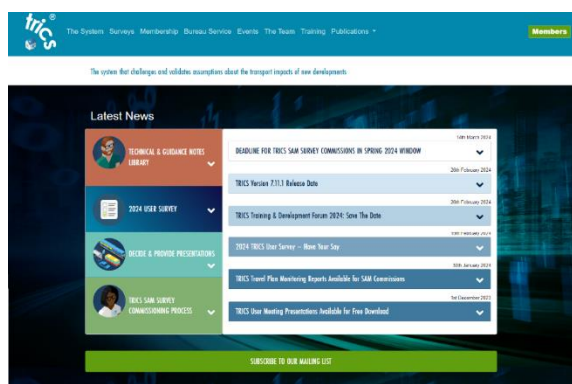 trics®
The System Surveys Membership Bureau Service Events The Team Training Publications
Members
The system that challenges and validates assumptions about the transport impacts of new developments
Latest News
TECHNICAL & GUIDANCE NOTES
LIBRARY
2024 USER SURVEY
DECIDE & PROVIDE PRESENTATIONS
TRICS SAM SURVEY
COMMISSIONING PROCESS
14th March 2024
DEADLINE FOR TRICS SAM SURVEY COMMISSIONS IN SPRING 2024 WINDOW
26th February 2024
TRICS Version 7.11.1 Release Date
20th February 2024
TRICS Training & Development Forum 2024: Save The Date
February 2024
2024 TRICS User Survey – Have Your Say
January 2024
TRICS Travel Plan Monitoring Reports Available for SAM Commissions
1st December 2023
TRICS User Meeting Presentations Available for Free Download
SUBSCRIBE TO OUR MAILING LIST